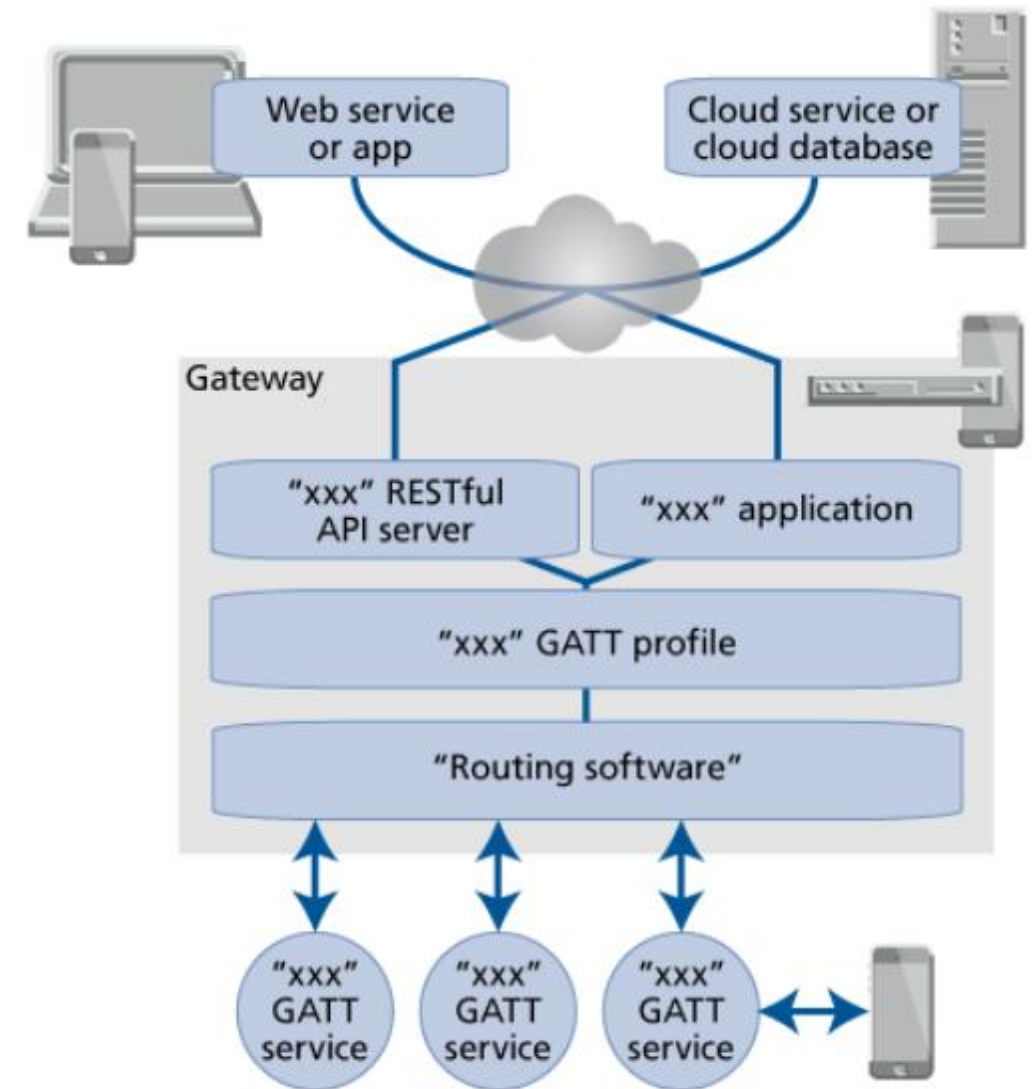 Web service
or app
Cloud service or
cloud database
Gateway
“xxx” RESTful
API server
“xxx” application
“xxx” GATT profile
“Routing software”
“xxx”
GATT
service
“xxx”
GATT
service
“xxx”
GATT
service